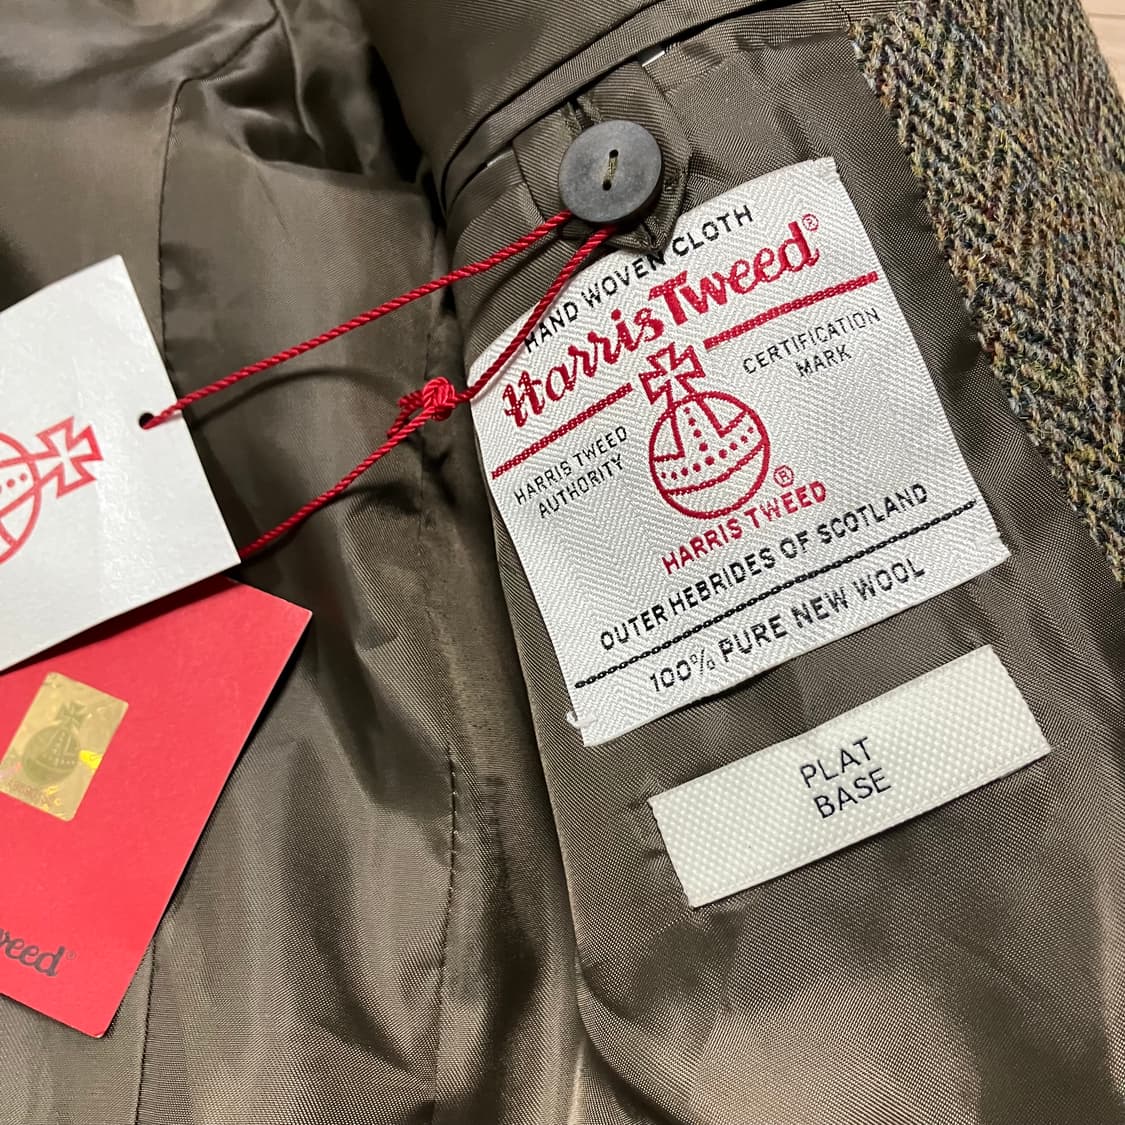 HAND WOVEN CLOTH
Harris Tweed®
CERTIFICATION
MARK
HARRIS TWEED
AUTHORITY
®
HARRIS TWEED
OUTER HEBRIDES OF SCOTLAND
100% PURE NEW WOOL
PLAT
BASE